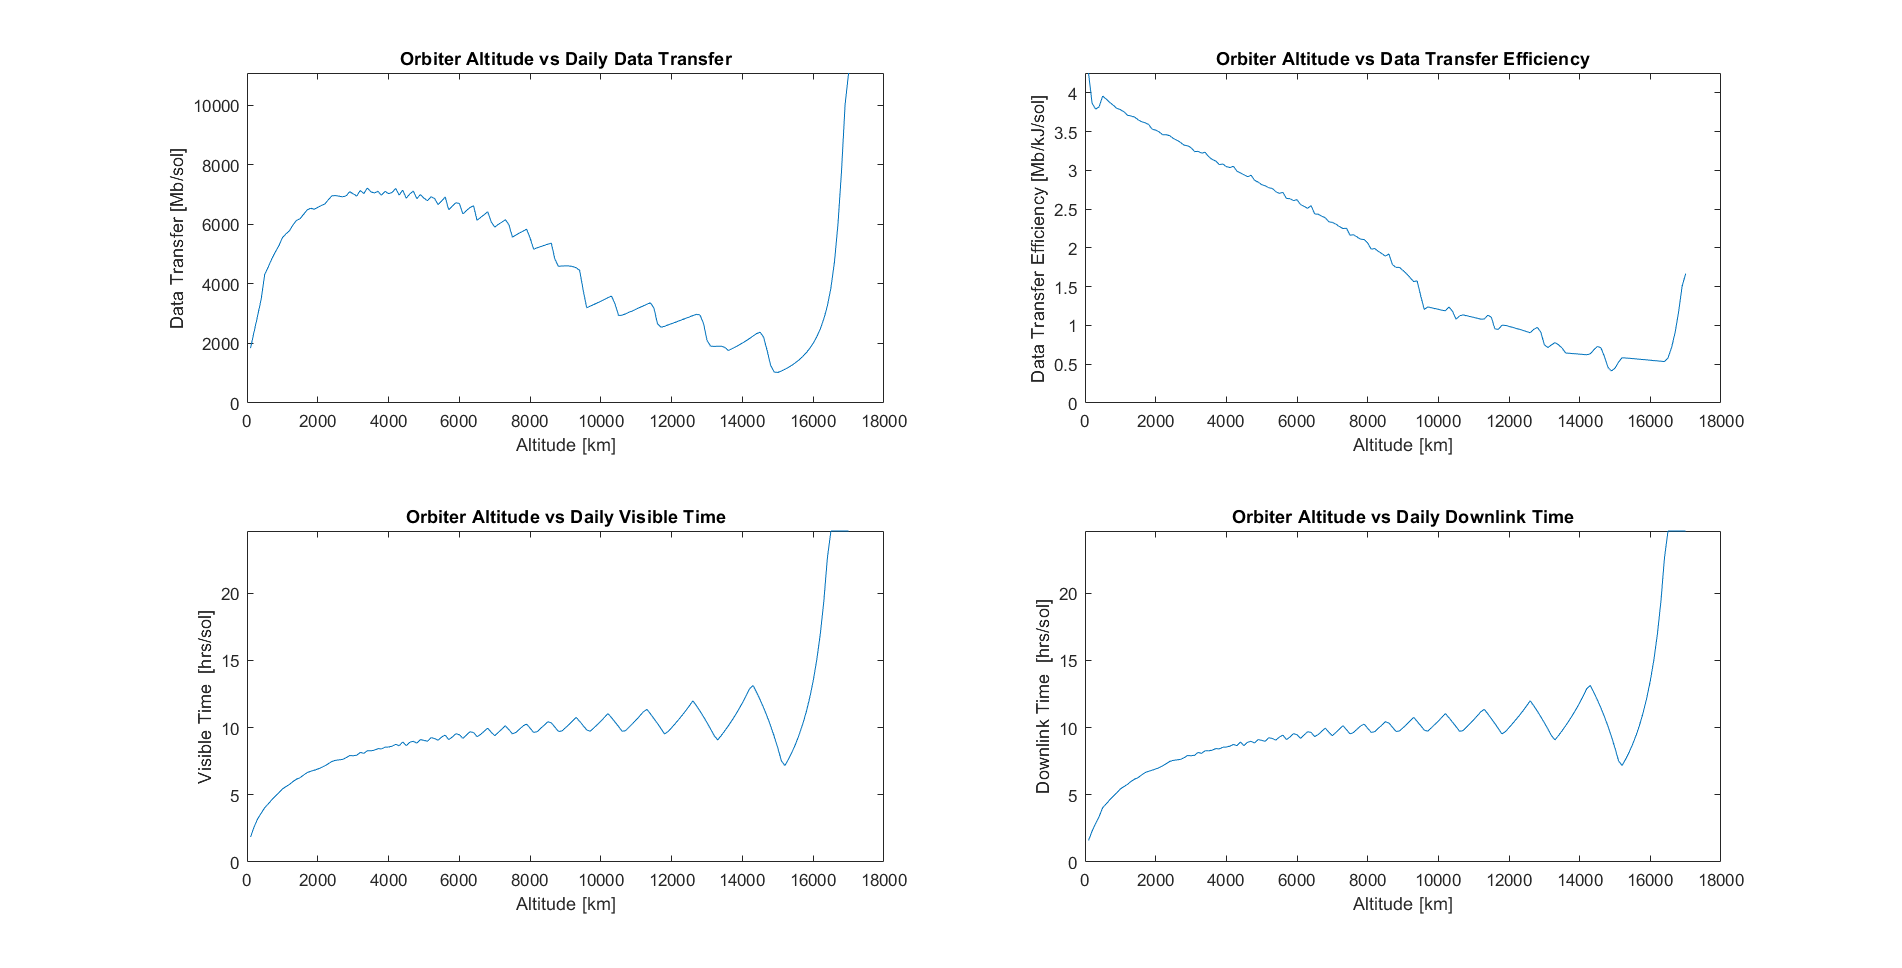 Orbiter Altitude vs Daily Data Transfer
Data Transfer [Mb/sol]
10000
8000
6000
4000
2000
0
0 2000 4000 6000 8000 10000 12000 14000 16000 18000
Altitude [km]
Orbiter Altitude vs Data Transfer Efficiency
Data Transfer Efficiency [Mb/kJ/sol]
4
3.5
3
2.5
2
1.5
1
0.5
0
0 2000 4000 6000 8000 10000 12000 14000 16000 18000
Altitude [km]
Orbiter Altitude vs Daily Visible Time
Visible Time [hrs/sol]
20
15
10
5
0
0 2000 4000 6000 8000 10000 12000 14000 16000 18000
Altitude [km]
Orbiter Altitude vs Daily Downlink Time
Downlink Time [hrs/sol]
20
15
10
5
0
0 2000 4000 6000 8000 10000 12000 14000 16000 18000
Altitude [km]